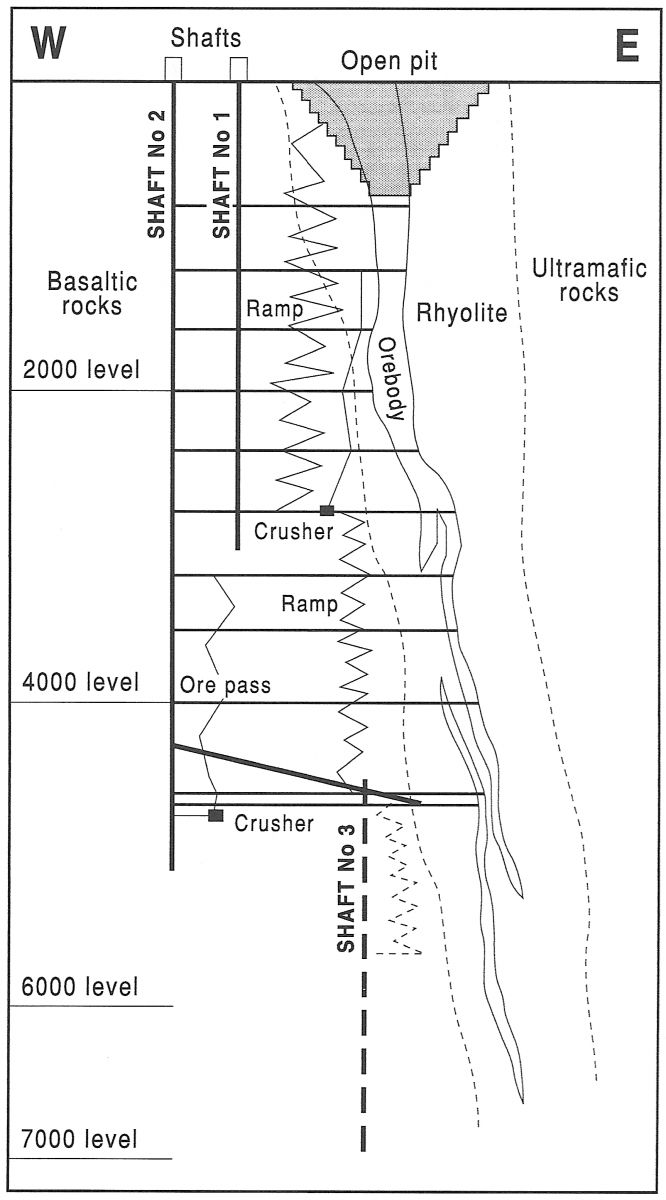 W
Shafts
E
Open pit
SHAFT No 2
SHAFT No 1
Basaltic
rocks
Ramp
Rhyolite
Ultramafic
rocks
2000 level
Orebody
Crusher
Ramp
4000 level
Ore pass
Crusher
SHAFT No 3
6000 level
7000 level